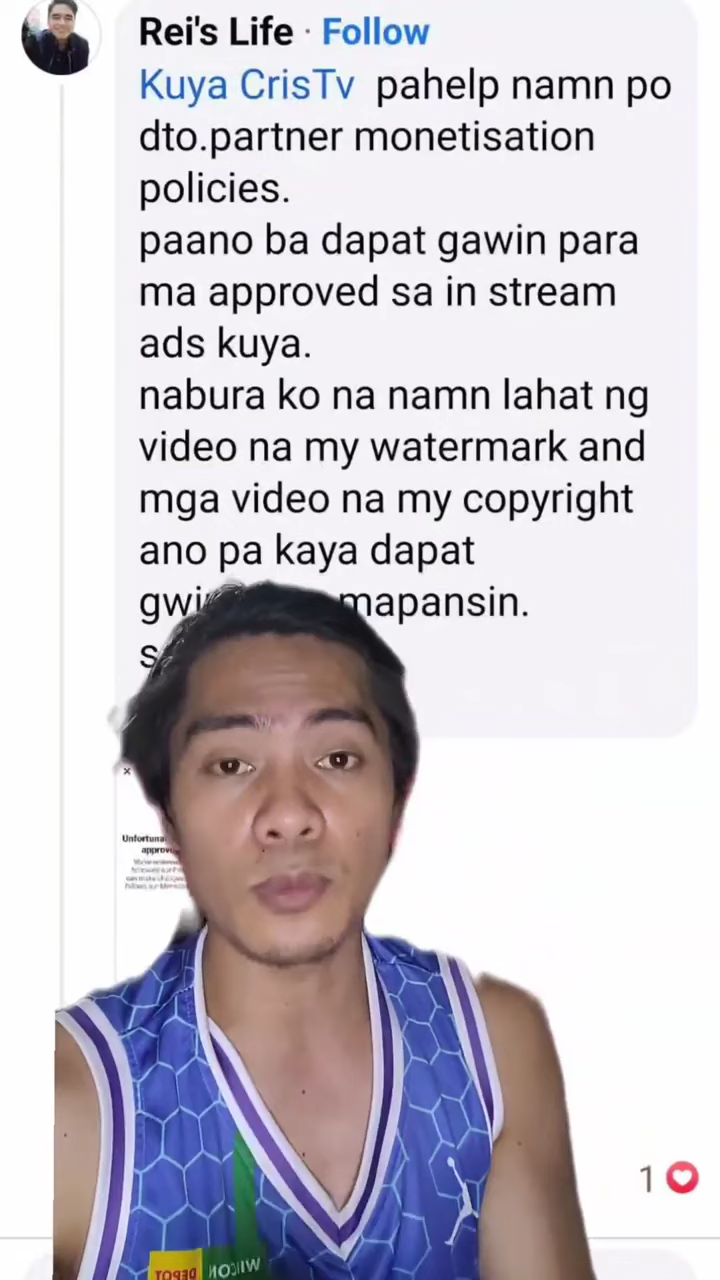 Rei's Life · Follow
Kuya CrisTv pahelp namn po
dto.partner monetisation
policies.
paano ba dapat gawin para
ma approved sa in stream
ads kuya.
nabura ko na namn lahat ng
video na my watermark and
mga video na my copyright
ano pa kaya dapat
mapansin.
1
WILCON DEPOT